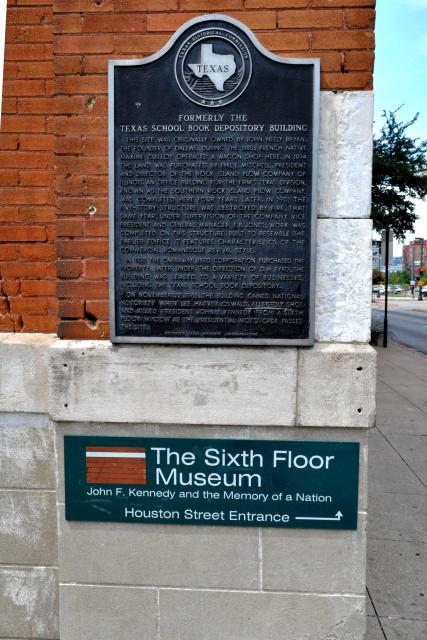 TEXAS HISTORICAL COMMISSION
TEXAS
FORMERLY THE
TEXAS SCHOOL BOOK DEPOSITORY BUILDING
THIS SITE WAS ORIGINALLY OWNED BY JOHN NEELY BRYAN,
THE FOUNDER OF DALLAS. DURING THE 1880S FRENCH NATIVE
MAXIME GUILLOT OPERATED A WAGON SHOP HERE. IN 1894
THE LAND WAS PURCHASED BY PHIL L. MITCHELL, PRESIDENT
AND DIRECTOR OF THE ROCK ISLAND PLOW COMPANY OF
ILLINOIS. AN OFFICE BUILDING FOR THE FIRM'S TEXAS DIVISION,
KNOWN AS THE SOUTHERN ROCK ISLAND PLOW COMPANY,
WAS COMPLETED HERE FOUR YEARS LATER. IN 1901 THE
FIVE-STORY STRUCTURE WAS DESTROYED BY FIRE. THAT
SAME YEAR, UNDER SUPERVISION OF THE COMPANY VICE
PRESIDENT AND GENERAL MANAGER, F. B. JONES, WORK WAS
COMPLETED ON THIS STRUCTURE. BUILT TO RESEMBLE THE
EARLIER EDIFICE, IT FEATURES CHARACTERISTICS OF THE
COMMERCIAL ROMANESQUE REVIVAL STYLE.
IN 1937 THE CARRAWAY BYRD CORPORATION PURCHASED THE
PROPERTY. LATER, UNDER THE DIRECTION OF D. H. BYRD, THE
BUILDING WAS LEASED TO A VARIETY OF BUSINESSES,
INCLUDING THE TEXAS SCHOOL BOOK DEPOSITORY.
ON NOVEMBER 22, 1963, THE BUILDING GAINED NATIONAL
NOTORIETY WHEN LEE HARVEY OSWALD ALLEGEDLY SHOT
AND KILLED PRESIDENT JOHN F. KENNEDY FROM A SIXTH
FLOOR WINDOW AS THE PRESIDENTIAL MOTORCADE PASSED
THE SITE.
The Sixth Floor
Museum
John F. Kennedy and the Memory of a Nation
Houston Street Entrance